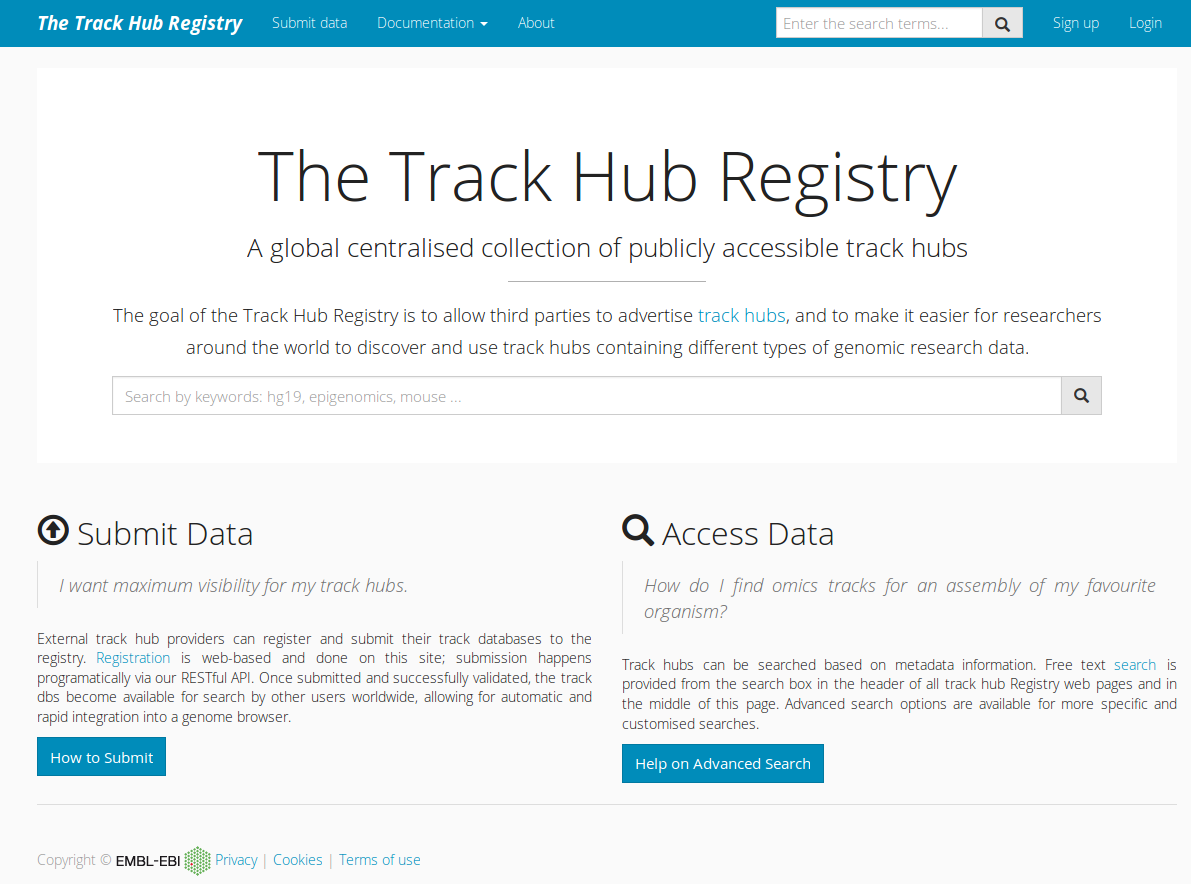 The Track Hub Registry Submit data Documentation About Enter the search terms... Sign up Login
The Track Hub Registry
A global centralised collection of publicly accessible track hubs
The goal of the Track Hub Registry is to allow third parties to advertise track hubs, and to make it easier for researchers
around the world to discover and use track hubs containing different types of genomic research data.
Search by keywords: hg19, epigenomics, mouse ...
Submit Data
I want maximum visibility for my track hubs.
External track hub providers can register and submit their track databases to the
registry. Registration is web-based and done on this site; submission happens
programatically via our RESTful API. Once submitted and successfully validated, the track
dbs become available for search by other users worldwide, allowing for automatic and
rapid integration into a genome browser.
How to Submit
Access Data
How do I find omics tracks for an assembly of my favourite
organism?
Track hubs can be searched based on metadata information. Free text search is
provided from the search box in the header of all track hub Registry web pages and in
the middle of this page. Advanced search options are available for more specific and
customised searches.
Help on Advanced Search
Copyright © EMBL-EBI Privacy | Cookies | Terms of use